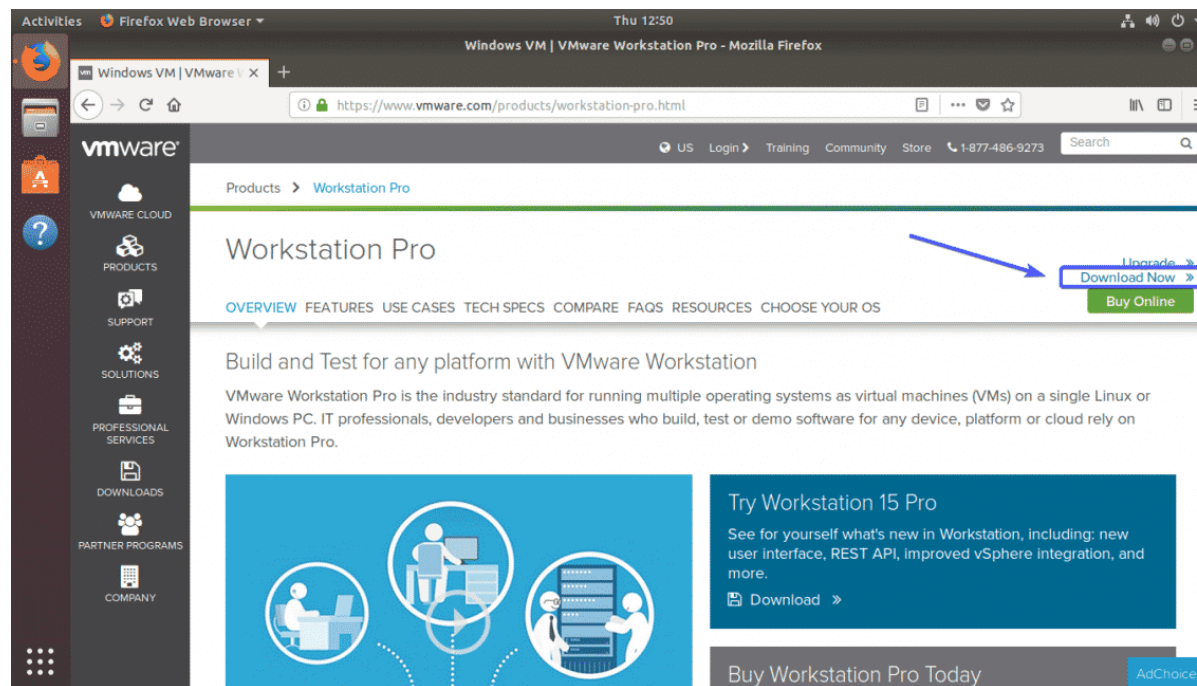 Activities Firefox Web Browser
Thu 12:50
Windows VM | VMware Workstation Pro - Mozilla Firefox
Windows VM | VMware
https://www.vmware.com/products/workstation-pro.html
vmware
US Login Training Community Store 1-877-486-9273 Search
Products > Workstation Pro
VMWARE CLOUD
PRODUCTS
SUPPORT
SOLUTIONS
PROFESSIONAL
SERVICES
DOWNLOADS
PARTNER PROGRAMS
COMPANY
Workstation Pro
Upgrade »
Download Now »
Buy Online
OVERVIEW FEATURES USE CASES TECH SPECS COMPARE FAQS RESOURCES CHOOSE YOUR OS
Build and Test for any platform with VMware Workstation
VMware Workstation Pro is the industry standard for running multiple operating systems as virtual machines (VMs) on a single Linux or
Windows PC. IT professionals, developers and businesses who build, test or demo software for any device, platform or cloud rely on
Workstation Pro.
Try Workstation 15 Pro
See for yourself what's new in Workstation, including: new
user interface, REST API, improved vSphere integration, and
more.
Download »
Buy Workstation Pro Today
AdChoice